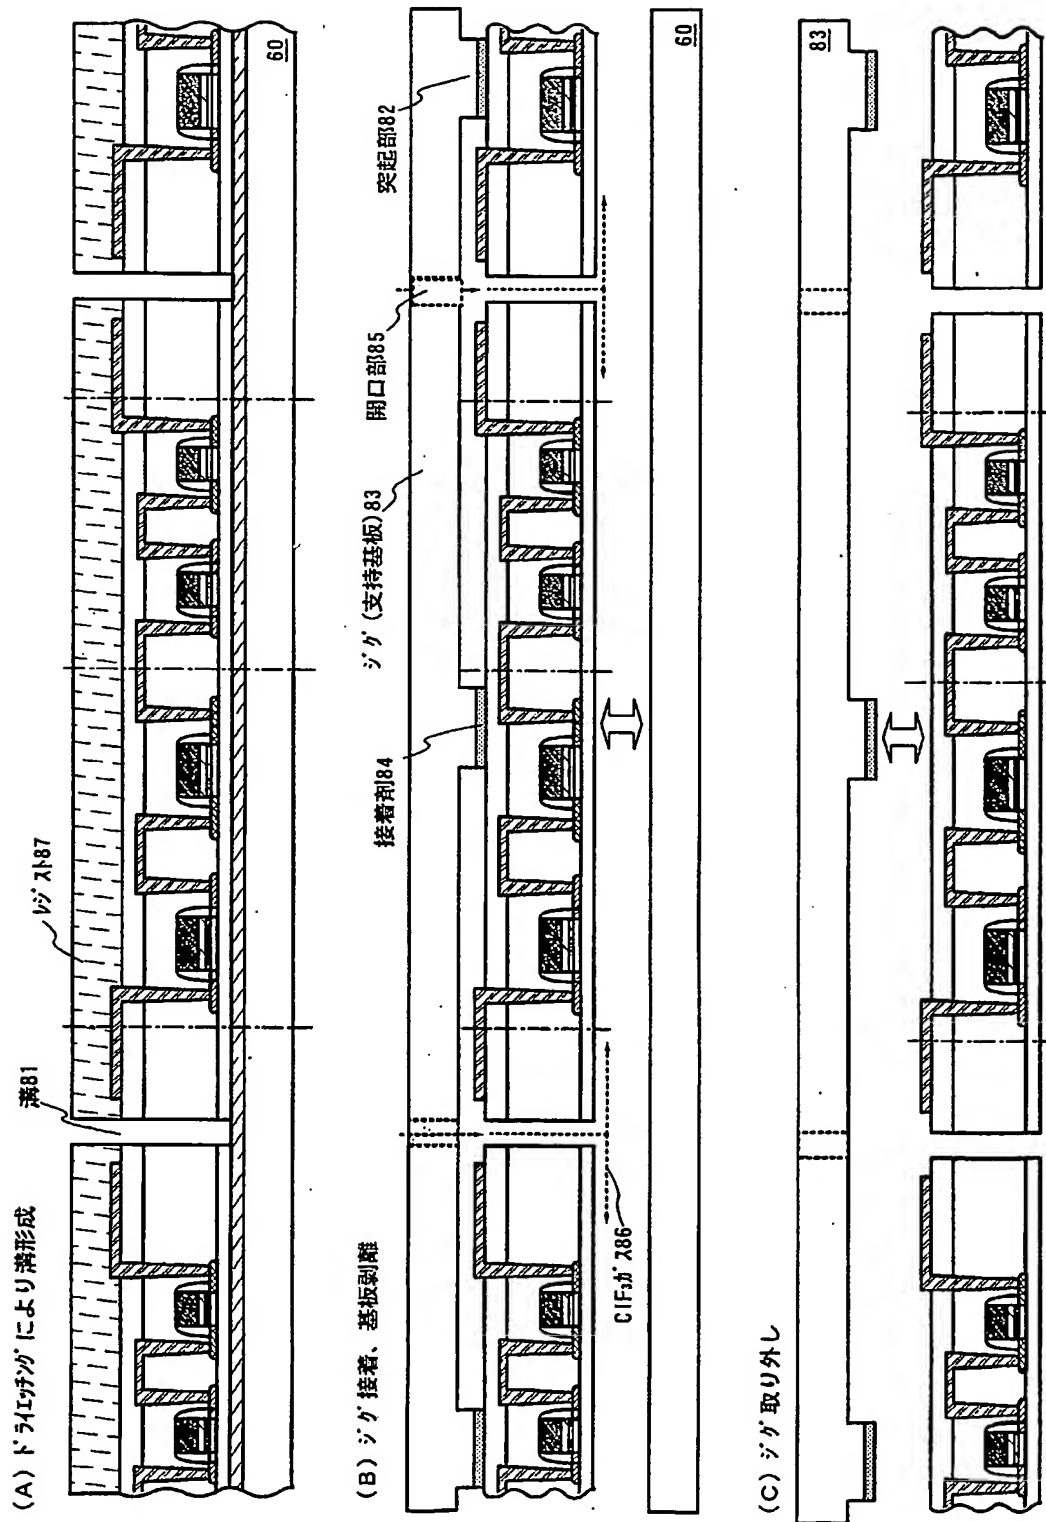 (A) ドライエッチングにより溝形成
溝81
レジスト87
60
(B) ジグ接着、基板剥離
接着剤84
ジグ(支持基板)83
開口部85
突起部82
ClF₃ガス86
60
(C) ジグ取り外し
83